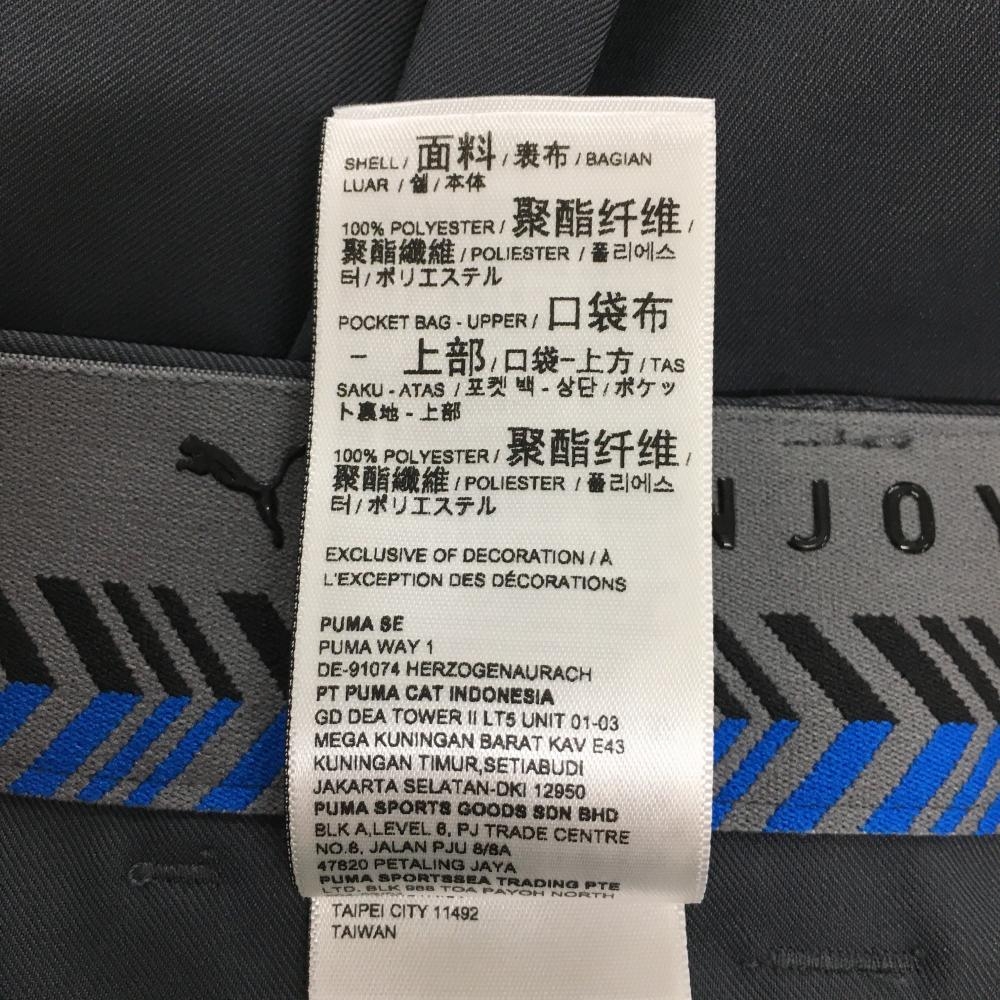 SHELL / 面料 / 表布 / BAGIAN
LUAR / 쉘 / 本体
100% POLYESTER / 聚酯纤维 /
聚酯纖維 / POLIESTER / 폴리에스
터 / ポリエステル
POCKET BAG - UPPER / 口袋布
- 上部 / 口袋-上方 / TAS
SAKU - ATAS / 포켓 백 - 상단 / ポケッ
ト裏地 - 上部
100% POLYESTER / 聚酯纤维 /
聚酯纖維 / POLIESTER / 폴리에스
터 / ポリエステル
EXCLUSIVE OF DECORATION / À
L'EXCEPTION DES DÉCORATIONS
PUMA SE
PUMA WAY 1
DE-91074 HERZOGENAURACH
PT PUMA CAT INDONESIA
GD DEA TOWER II LT5 UNIT 01-03
MEGA KUNINGAN BARAT KAV E43
KUNINGAN TIMUR,SETIABUDI
JAKARTA SELATAN-DKI 12950
PUMA SPORTS GOODS SDN BHD
BLK A,LEVEL 6, PJ TRADE CENTRE
NO.8, JALAN PJU 8/8A
47820 PETALING JAYA
PUMA SPORTSSEA TRADING PTE
LTD. BLK 988 TOA PAYOH NORTH
TAIPEI CITY 11492
TAIWAN
NJOY